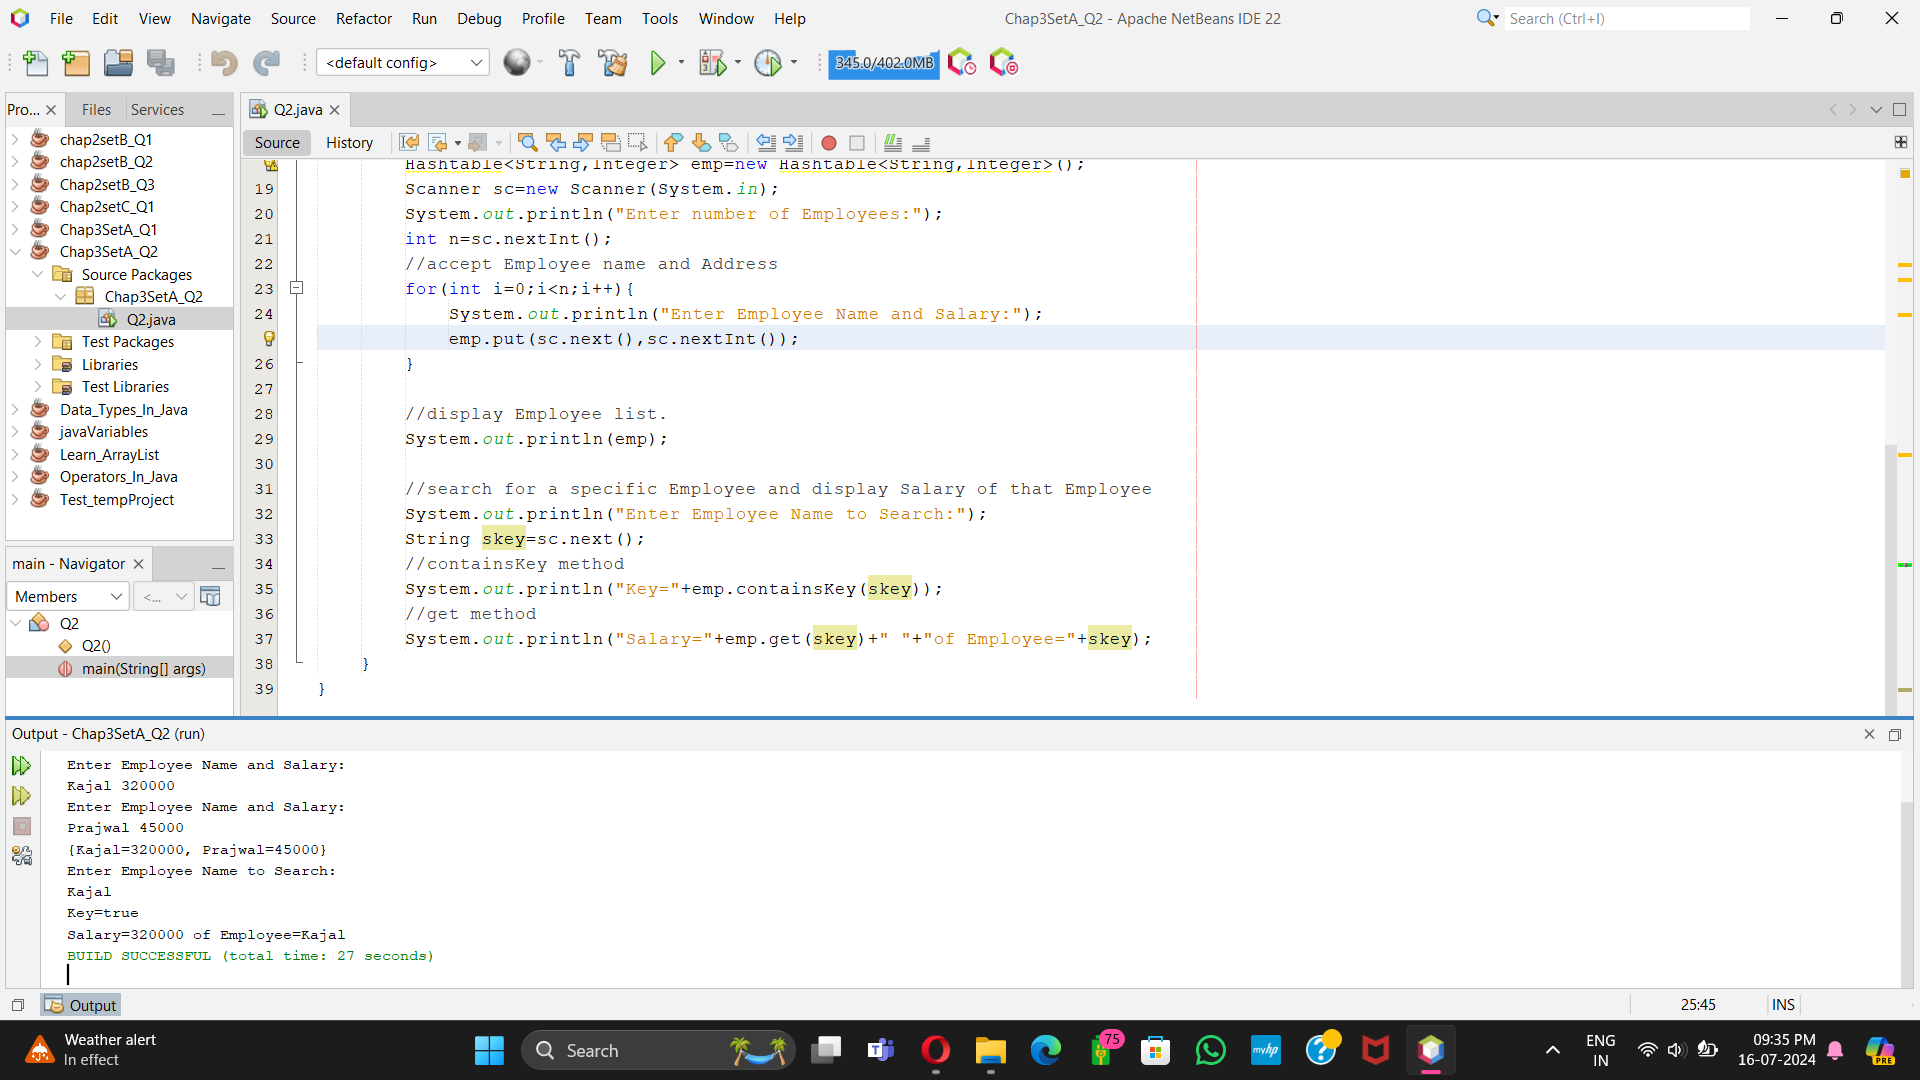 File Edit View Navigate Source Refactor Run Debug Profile Team Tools Window Help Chap3SetA_Q2 - Apache NetBeans IDE 22 Search (Ctrl+I)
<default config> 345.0/402.0MB
Pro... Files Services Q2.java
Source History
chap2setB_Q1
chap2setB_Q2
Chap2setB_Q3
Chap2setC_Q1
Chap3SetA_Q1
Chap3SetA_Q2
Source Packages
Chap3SetA_Q2
Q2.java
Test Packages
Libraries
Test Libraries
Data_Types_In_Java
javaVariables
Learn_ArrayList
Operators_In_Java
Test_tempProject
main - Navigator
Members <...
Q2
Q2()
main(String[] args)
Hashtable<String,Integer> emp=new Hashtable<String,Integer>();
19 Scanner sc=new Scanner(System.in);
20 System.out.println("Enter number of Employees:");
21 int n=sc.nextInt();
22 //accept Employee name and Address
23 for(int i=0;i<n;i++){
24 System.out.println("Enter Employee Name and Salary:");
emp.put(sc.next(),sc.nextInt());
26 }
27
28 //display Employee list.
29 System.out.println(emp);
30
31 //search for a specific Employee and display Salary of that Employee
32 System.out.println("Enter Employee Name to Search:");
33 String skey=sc.next();
34 //containsKey method
35 System.out.println("Key="+emp.containsKey(skey));
36 //get method
37 System.out.println("Salary="+emp.get(skey)+" "+"of Employee="+skey);
38 }
39 }
Output - Chap3SetA_Q2 (run)
Enter Employee Name and Salary:
Kajal 320000
Enter Employee Name and Salary:
Prajwal 45000
{Kajal=320000, Prajwal=45000}
Enter Employee Name to Search:
Kajal
Key=true
Salary=320000 of Employee=Kajal
BUILD SUCCESSFUL (total time: 27 seconds)
Output 25:45 INS
Weather alert
In effect
Search
75
myhp
ENG
IN
09:35 PM
16-07-2024
PRE